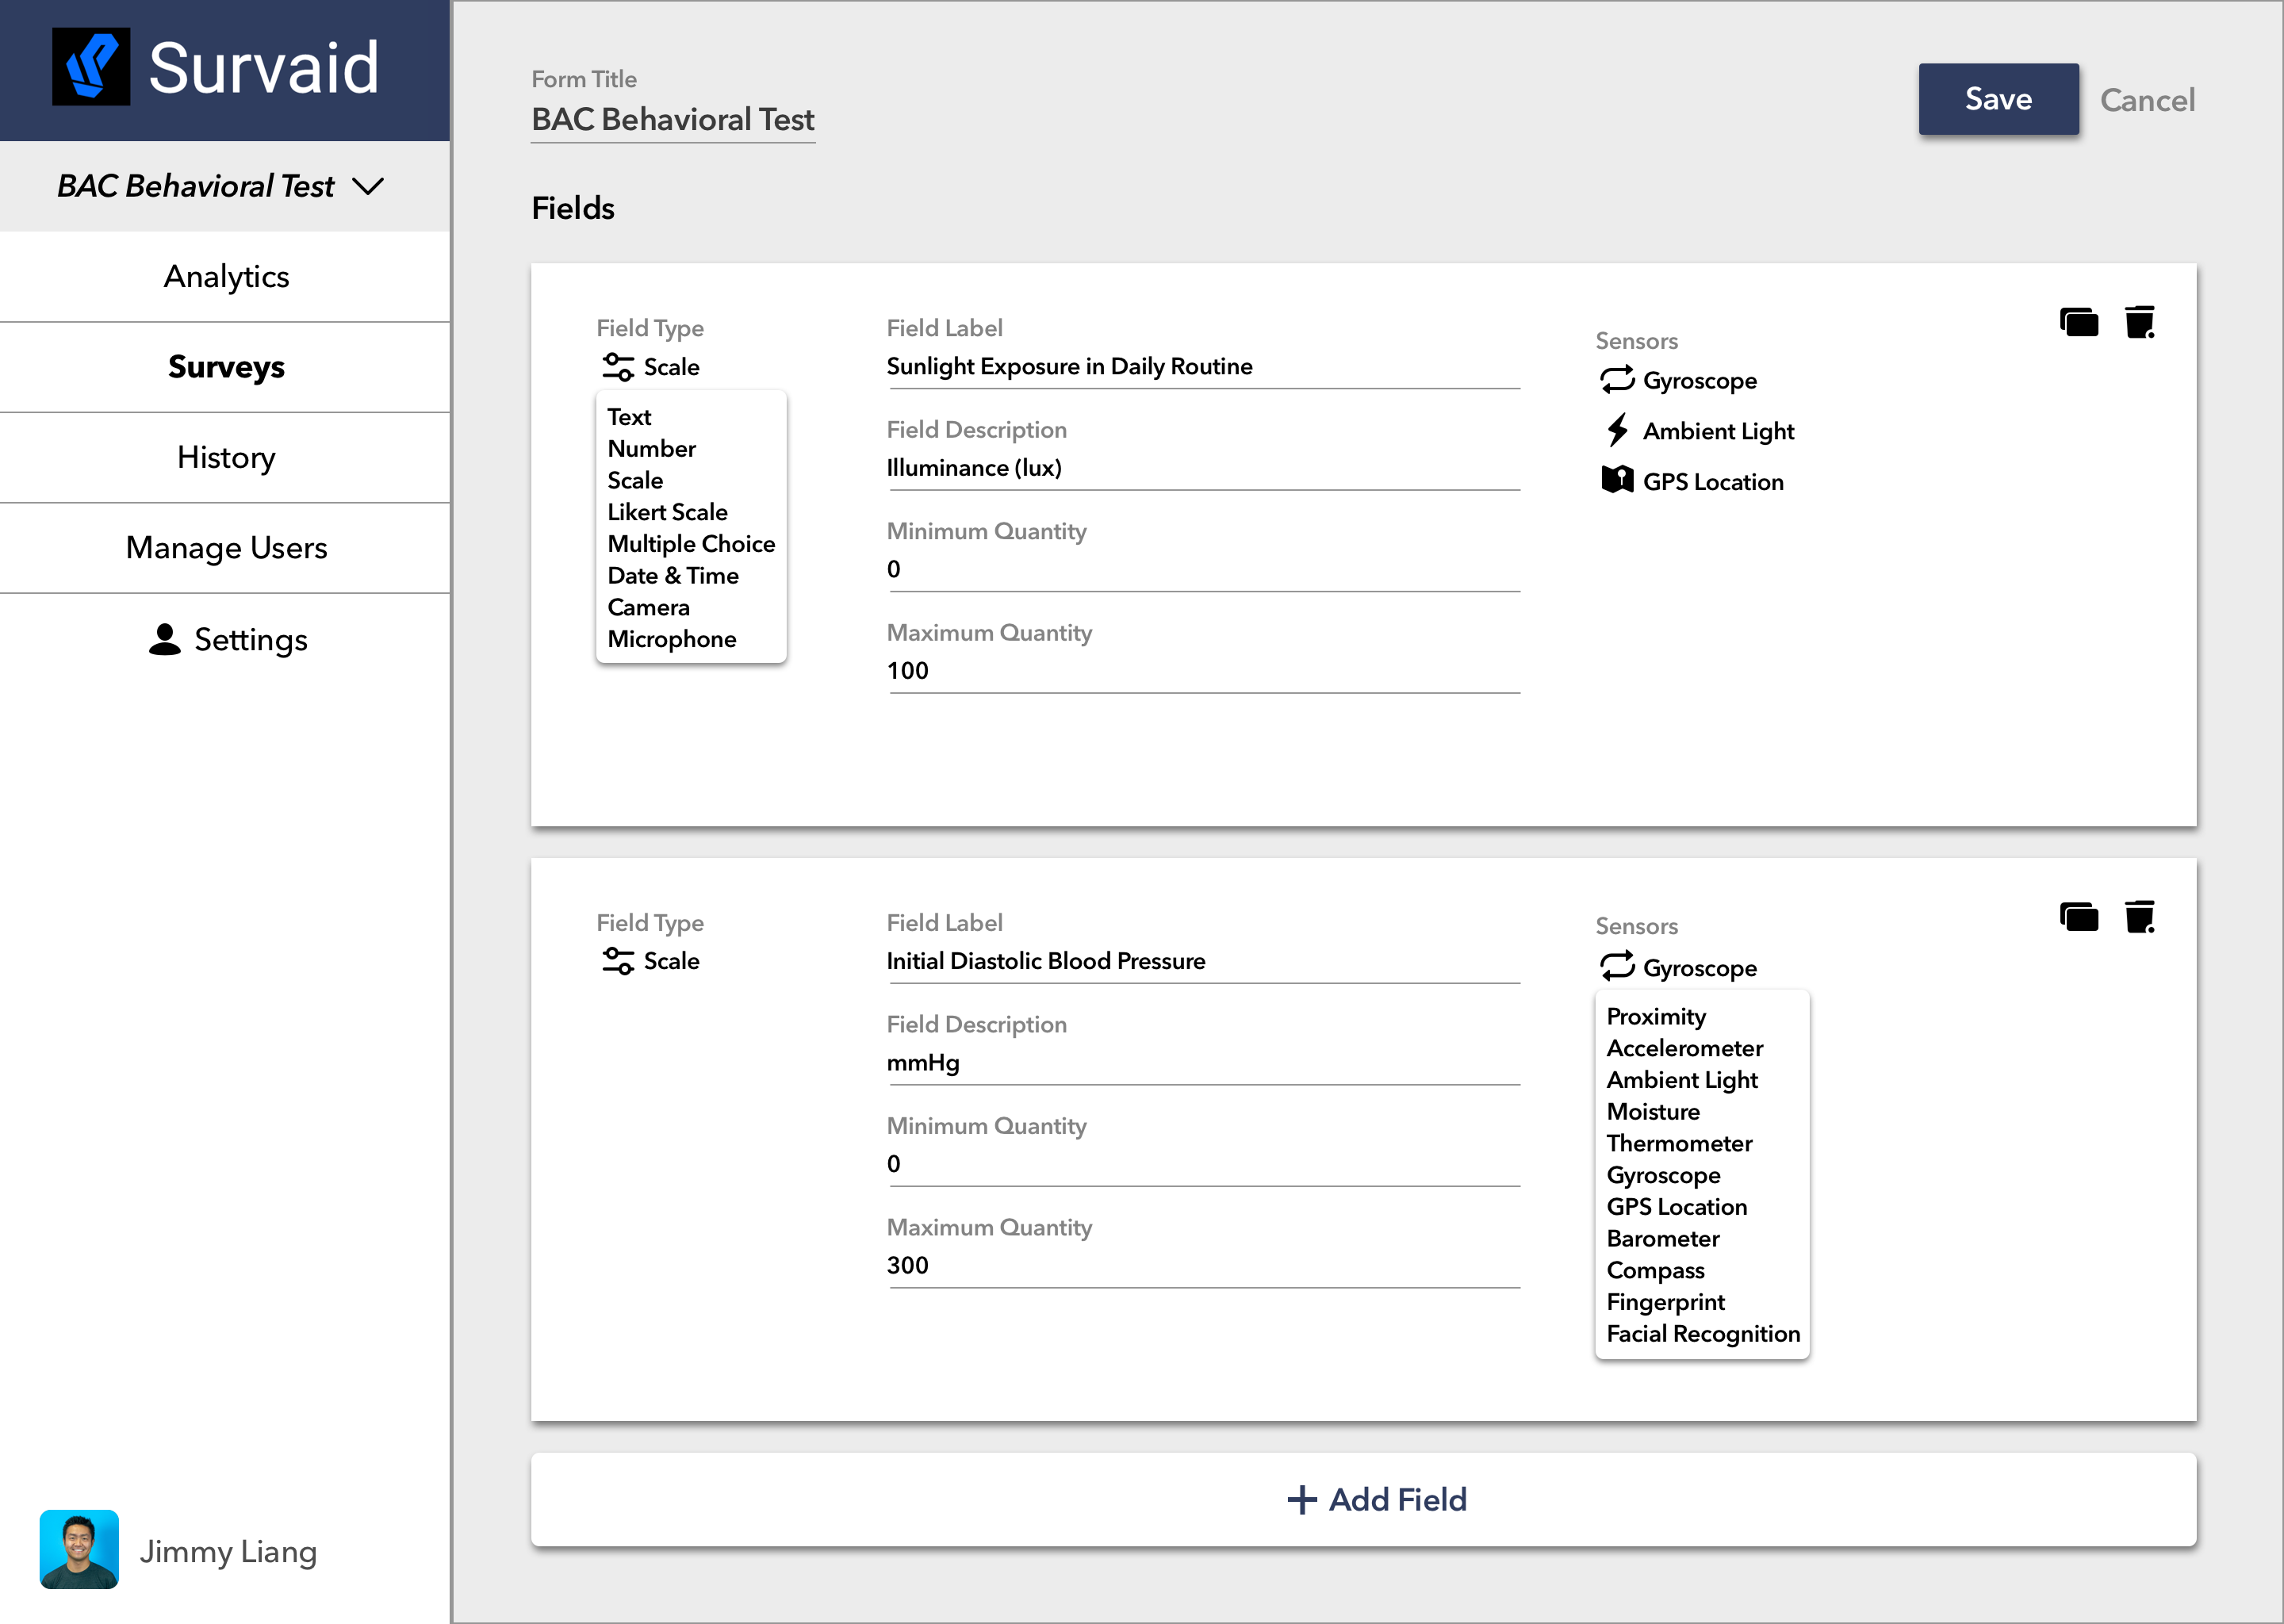 Survaid
BAC Behavioral Test
Analytics
Surveys
History
Manage Users
Settings
Jimmy Liang
Form Title
BAC Behavioral Test
Save
Cancel
Fields
Field Type
Scale
Text
Number
Scale
Likert Scale
Multiple Choice
Date & Time
Camera
Microphone
Field Label
Sunlight Exposure in Daily Routine
Field Description
Illuminance (lux)
Minimum Quantity
0
Maximum Quantity
100
Sensors
Gyroscope
Ambient Light
GPS Location
Field Type
Scale
Field Label
Initial Diastolic Blood Pressure
Field Description
mmHg
Minimum Quantity
0
Maximum Quantity
300
Sensors
Gyroscope
Proximity
Accelerometer
Ambient Light
Moisture
Thermometer
Gyroscope
GPS Location
Barometer
Compass
Fingerprint
Facial Recognition
Add Field